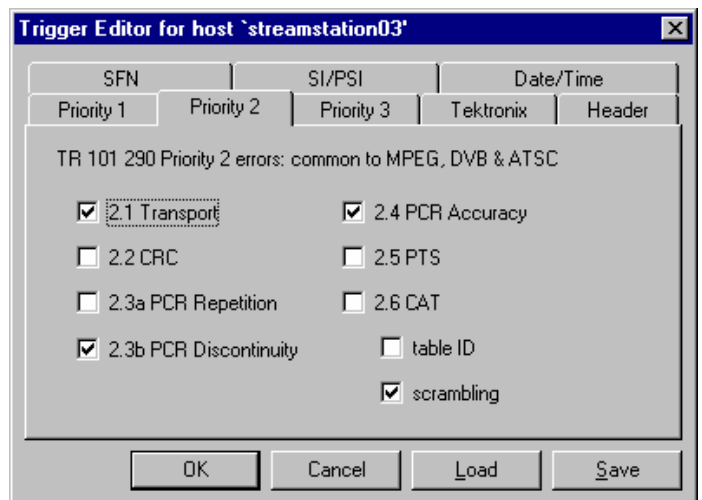 Trigger Editor for host `streamstation03'
SFN SI/PSI Date/Time
Priority 1 Priority 2 Priority 3 Tektronix Header
TR 101 290 Priority 2 errors: common to MPEG, DVB & ATSC
2.1 Transport 2.4 PCR Accuracy
2.2 CRC 2.5 PTS
2.3a PCR Repetition 2.6 CAT
2.3b PCR Discontinuity table ID
scrambling
OK Cancel Load Save